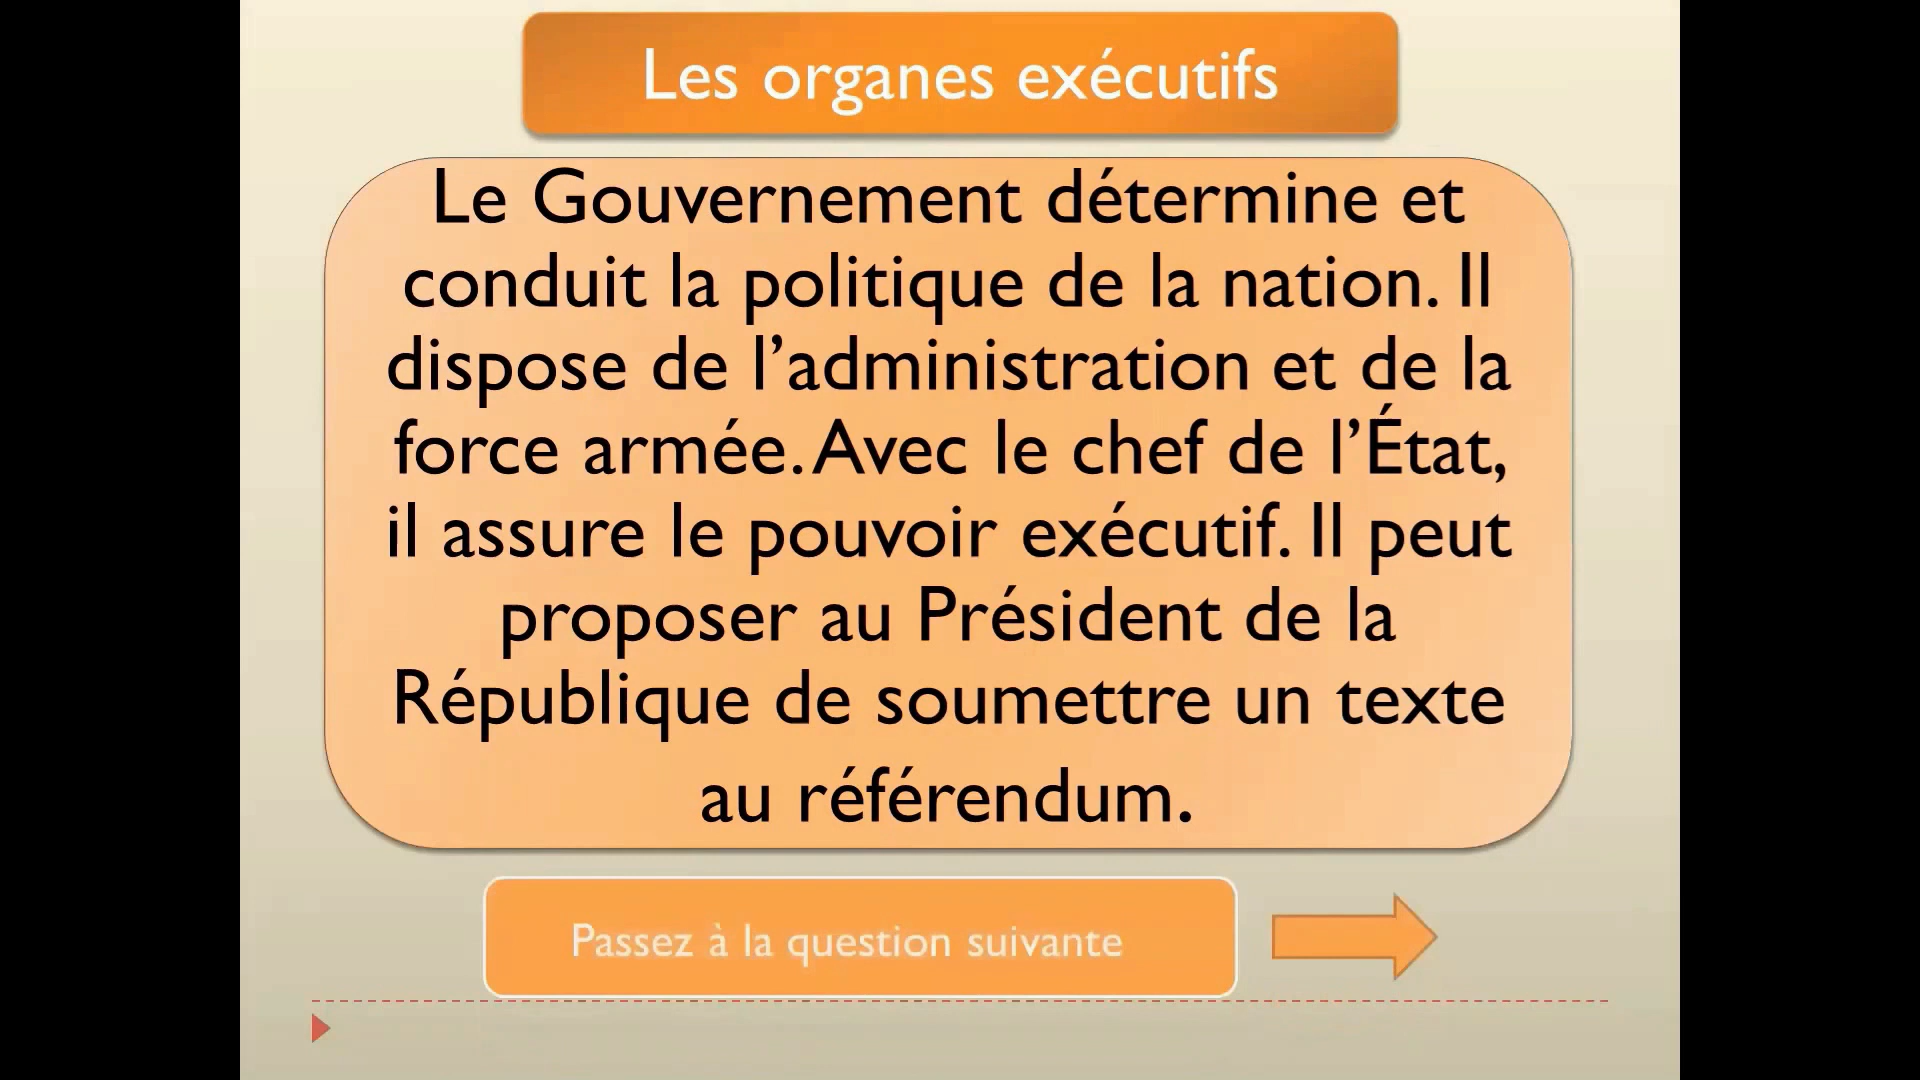 Les organes exécutifs
Le Gouvernement détermine et
conduit la politique de la nation. Il
dispose de l’administration et de la
force armée. Avec le chef de l’État,
il assure le pouvoir exécutif. Il peut
proposer au Président de la
République de soumettre un texte
au référendum.
Passez à la question suivante